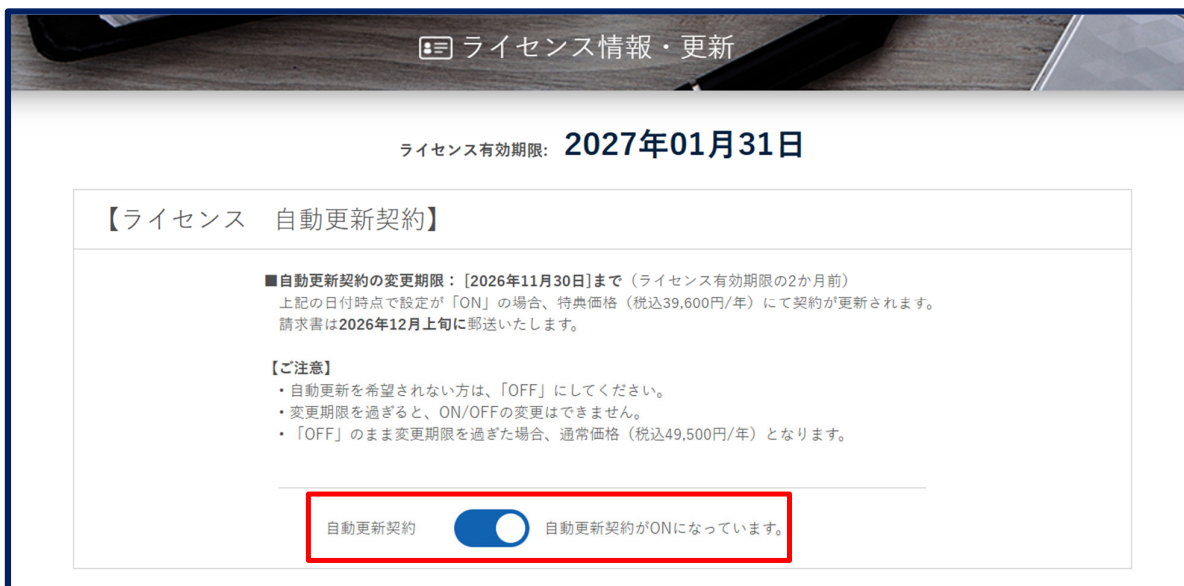 ライセンス情報・更新
ライセンス有効期限: 2027年01月31日
【ライセンス　自動更新契約】
■自動更新契約の変更期限：[2026年11月30日]まで（ライセンス有効期限の2か月前）
上記の日付時点で設定が「ON」の場合、特典価格（税込39,600円/年）にて契約が更新されます。
請求書は2026年12月上旬に郵送いたします。
【ご注意】
・自動更新を希望されない方は、「OFF」にしてください。
・変更期限を過ぎると、ON/OFFの変更はできません。
・「OFF」のまま変更期限を過ぎた場合、通常価格（税込49,500円/年）となります。
自動更新契約 自動更新契約がONになっています。